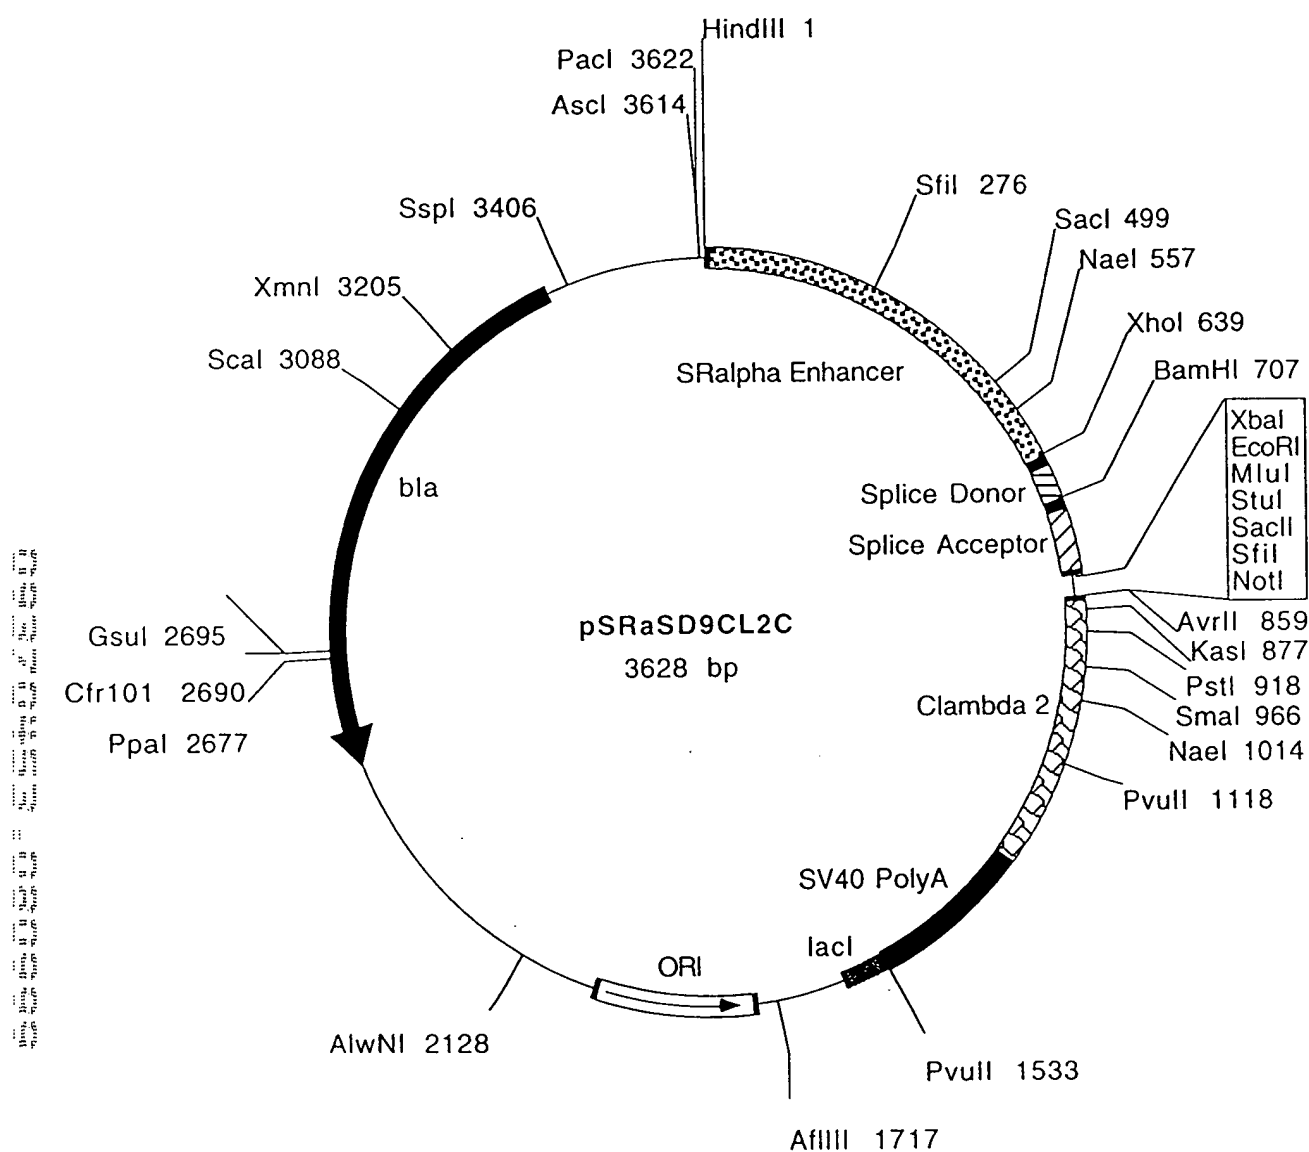 HindIII 1
PacI 3622
AscI 3614
SfiI 276
SspI 3406
SacI 499
NaeI 557
XmnI 3205
XhoI 639
ScaI 3088
SRalpha Enhancer
BamHI 707
XbaI
EcoRI
MluI
StuI
SacII
SfiI
NotI
bla
Splice Donor
Splice Acceptor
pSRaSD9CL2C
3628 bp
AvrII 859
GsuI 2695
KasI 877
Cfr101 2690
PstI 918
Clambda 2
SmaI 966
PpaI 2677
NaeI 1014
PvuII 1118
SV40 PolyA
lacI
ORI
AlwNI 2128
PvuII 1533
AflIII 1717